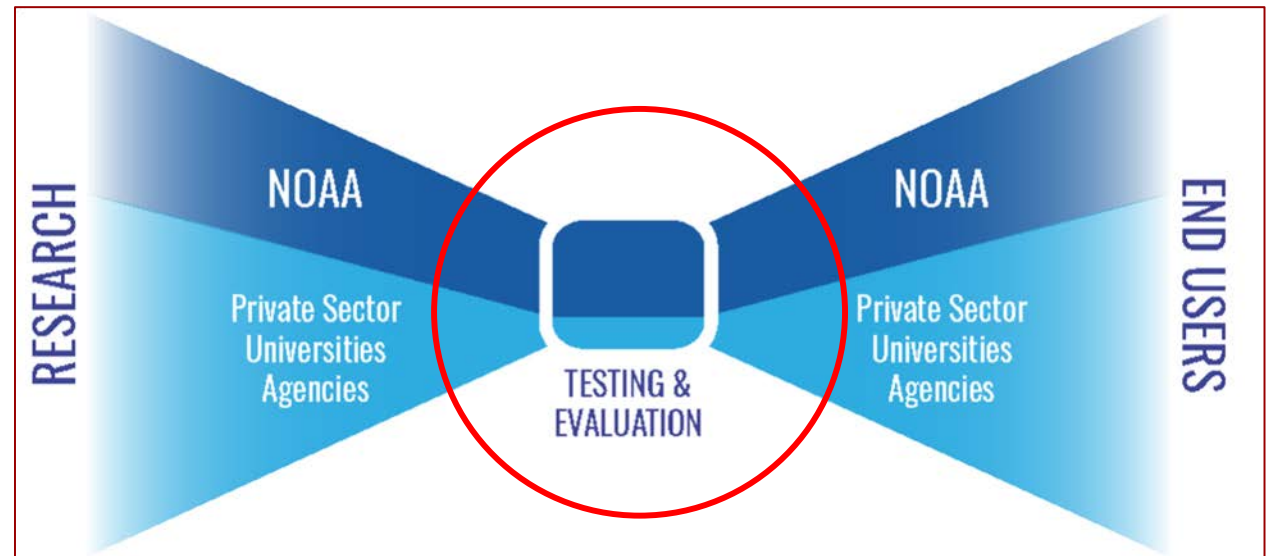 RESEARCH
NOAA
Private Sector
Universities
Agencies
TESTING &
EVALUATION
NOAA
Private Sector
Universities
Agencies
END USERS